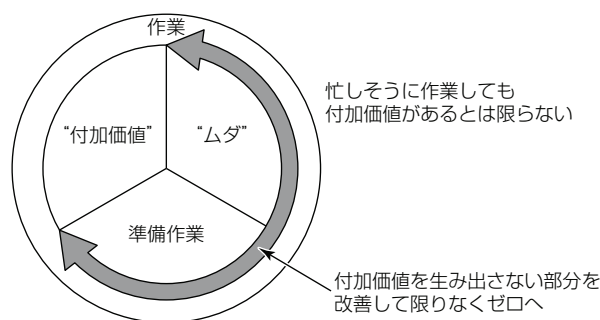 作業
“付加価値”
“ムダ”
準備作業
忙しそうに作業しても
付加価値があるとは限らない
付加価値を生み出さない部分を
改善して限りなくゼロへ